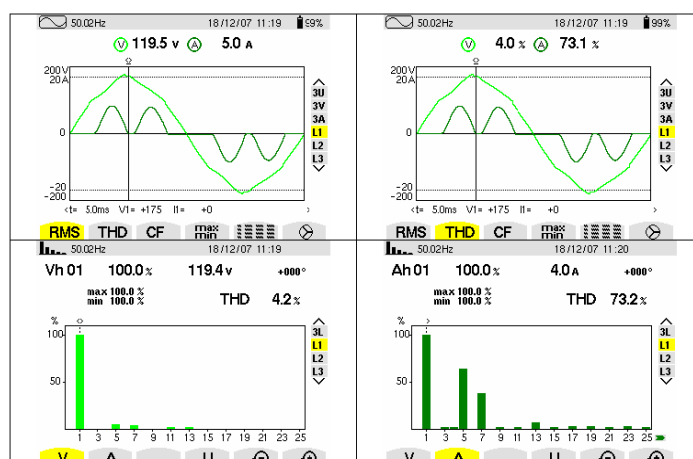 50.02Hz 18/12/07 11:19 99%
V 119.5 V A 5.0 A
200V
20A
0
-20
-200
3U
3V
3A
L1
L2
L3
<t= 5.0ms V1= +175 I1= +0 >
RMS THD CF max min
50.02Hz 18/12/07 11:19 99%
V 4.0 % A 73.1 %
200V
20A
0
-20
-200
3U
3V
3A
L1
L2
L3
<t= 5.0ms V1= +175 I1= +0 >
RMS THD CF max min
50.02Hz 18/12/07 11:19
Vh 01 100.0 % 119.4 V +000°
max 100.0 %
min 100.0 % THD 4.2 %
%
100
50
3L
L1
L2
L3
1 3 5 7 9 11 13 15 17 19 21 23 25
V A U
50.02Hz 18/12/07 11:20
Ah 01 100.0 % 4.0 A +000°
max 100.0 %
min 100.0 % THD 73.2 %
%
100
50
3L
L1
L2
L3
1 3 5 7 9 11 13 15 17 19 21 23 25
V A U